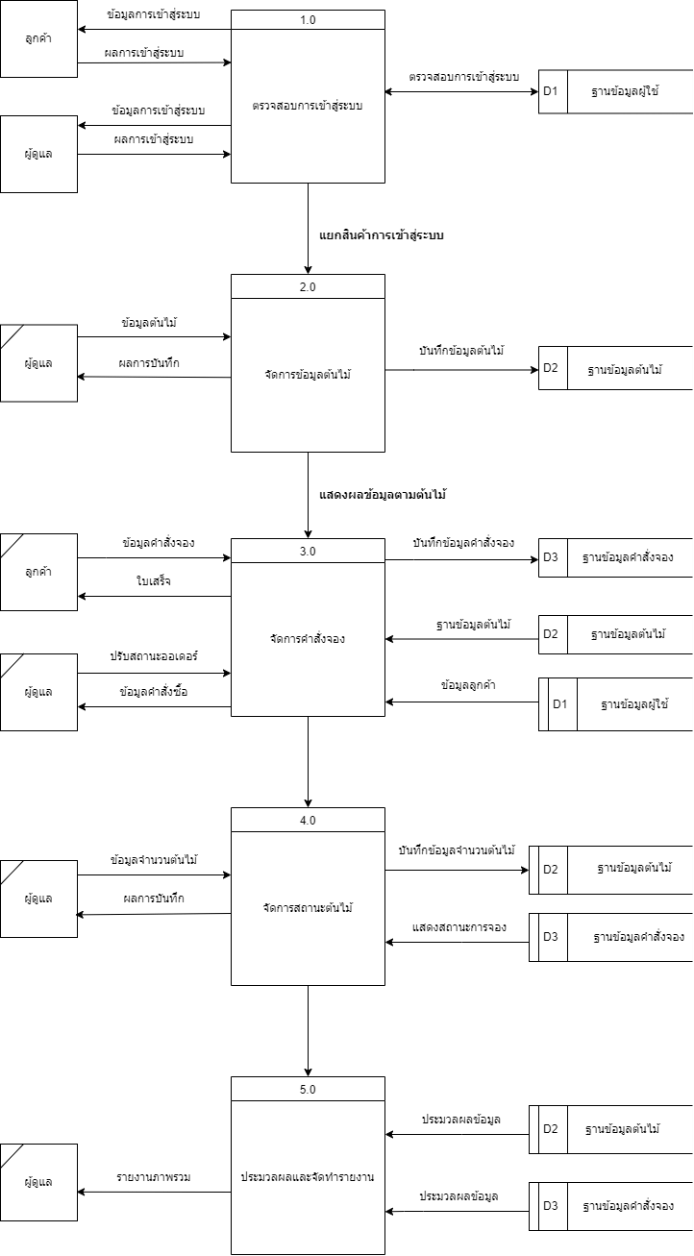 ข้อมูลการเข้าสู่ระบบ
1.0
ลูกค้า
ผลการเข้าสู่ระบบ
ตรวจสอบการเข้าสู่ระบบ
D1
ฐานข้อมูลผู้ใช้
ตรวจสอบการเข้าสู่ระบบ
ข้อมูลการเข้าสู่ระบบ
ผลการเข้าสู่ระบบ
ผู้ดูแล
แยกสินค้าการเข้าสู่ระบบ
2.0
ข้อมูลต้นไม้
ผู้ดูแล
ผลการบันทึก
จัดการข้อมูลต้นไม้
บันทึกข้อมูลต้นไม้
D2
ฐานข้อมูลต้นไม้
แสดงผลข้อมูลตามต้นไม้
3.0
ข้อมูลคำสั่งจอง
ลูกค้า
ใบเสร็จ
บันทึกข้อมูลคำสั่งจอง
D3
ฐานข้อมูลคำสั่งจอง
จัดการคำสั่งจอง
ฐานข้อมูลต้นไม้
D2
ฐานข้อมูลต้นไม้
ปรับสถานะออเดอร์
ผู้ดูแล
ข้อมูลคำสั่งซื้อ
ข้อมูลลูกค้า
D1
ฐานข้อมูลผู้ใช้
4.0
ข้อมูลจำนวนต้นไม้
ผู้ดูแล
ผลการบันทึก
จัดการสถานะต้นไม้
บันทึกข้อมูลจำนวนต้นไม้
D2
ฐานข้อมูลต้นไม้
แสดงสถานะการจอง
D3
ฐานข้อมูลคำสั่งจอง
5.0
ประมวลผลข้อมูล
D2
ฐานข้อมูลต้นไม้
ผู้ดูแล
รายงานภาพรวม
ประมวลผลและจัดทำรายงาน
ประมวลผลข้อมูล
D3
ฐานข้อมูลคำสั่งจอง